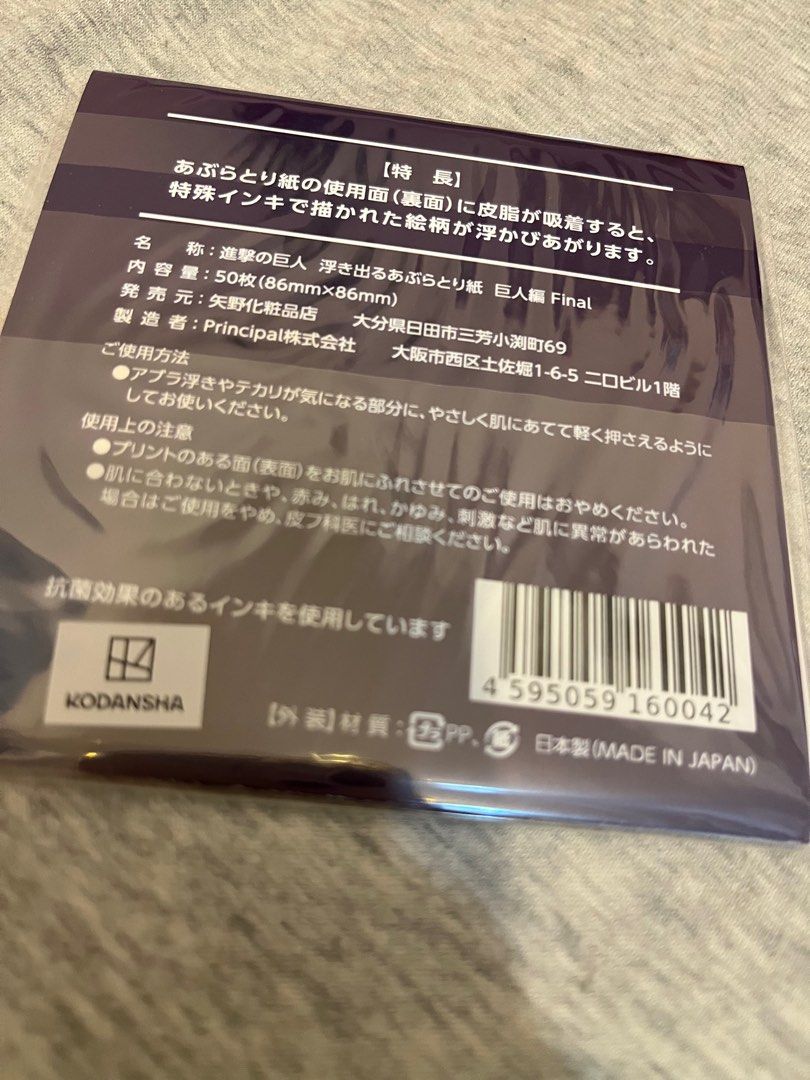 【特 長】
あぶらとり紙の使用面（裏面）に皮脂が吸着すると、
特殊インキで描かれた絵柄が浮かびあがります。
名 称：進撃の巨人 浮き出るあぶらとり紙 巨人編 Final
内容量：50枚(86mm×86mm)
発売元：矢野化粧品店 大分県日田市三芳小渕町69
製造者：Principal株式会社 大阪市西区土佐堀1-6-5 二口ビル1階
ご使用方法
●アブラ浮きやテカリが気になる部分に、やさしく肌にあてて軽く押さえるように
してお使いください。
使用上の注意
●プリントのある面（表面）をお肌にふれさせてのご使用はおやめください。
●肌に合わないときや、赤み、はれ、かゆみ、刺激など肌に異常があらわれた
場合はご使用をやめ、皮フ科医にご相談ください。
抗菌効果のあるインキを使用しています
KODANSHA
4 595059 160042
【外 装】材 質：プラ PP、紙 日本製(MADE IN JAPAN)